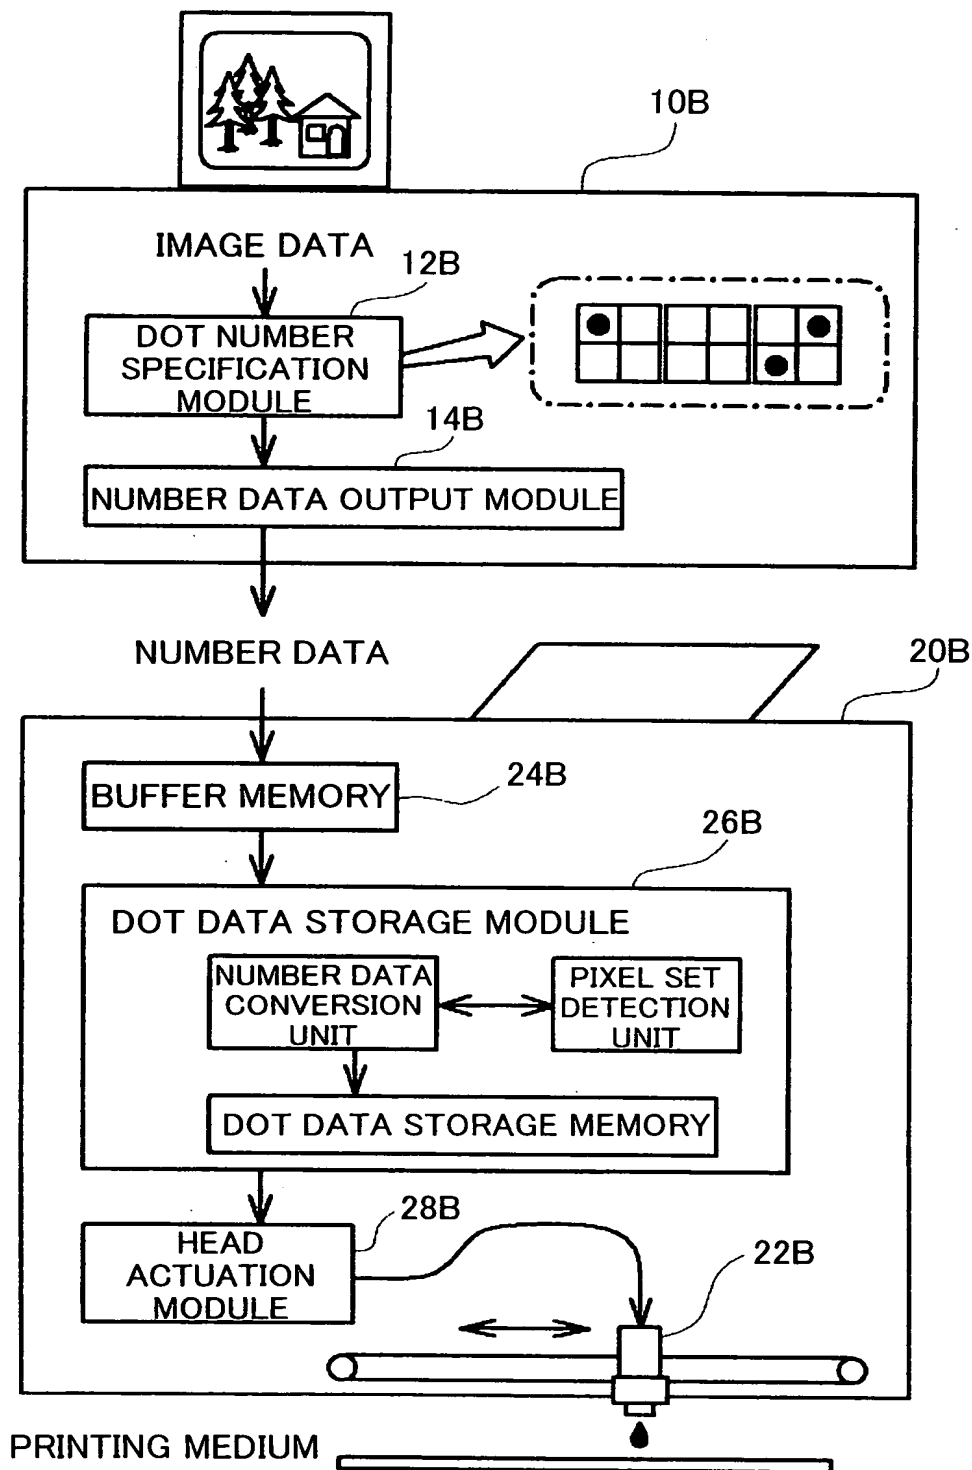 10B
IMAGE DATA
12B
DOT NUMBER
SPECIFICATION
MODULE
14B
NUMBER DATA OUTPUT MODULE
NUMBER DATA
20B
BUFFER MEMORY
24B
26B
DOT DATA STORAGE MODULE
NUMBER DATA
CONVERSION
UNIT
PIXEL SET
DETECTION
UNIT
DOT DATA STORAGE MEMORY
28B
HEAD
ACTUATION
MODULE
22B
PRINTING MEDIUM